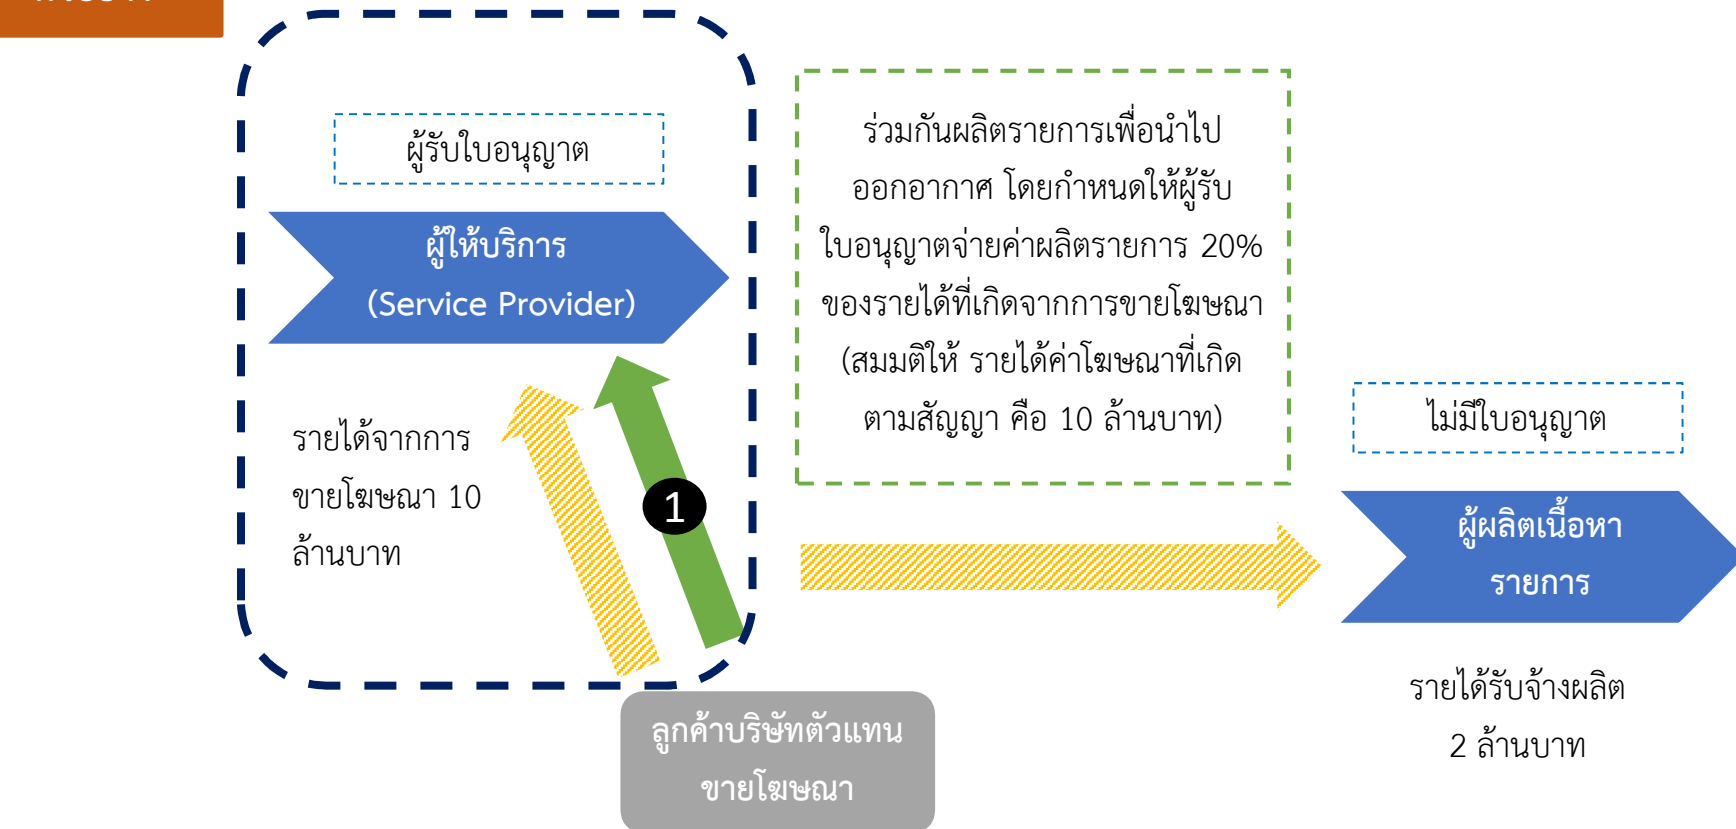 ผู้รับใบอนุญาต
ผู้ให้บริการ
(Service Provider)
รายได้จากการ
ขายโฆษณา 10
ล้านบาท
1
ร่วมกันผลิตรายการเพื่อนำไป
ออกอากาศ โดยกำหนดให้ผู้รับ
ใบอนุญาตจ่ายค่าผลิตรายการ 20%
ของรายได้ที่เกิดจากการขายโฆษณา
(สมมติให้ รายได้ค่าโฆษณาที่เกิด
ตามสัญญา คือ 10 ล้านบาท)
ไม่มีใบอนุญาต
ผู้ผลิตเนื้อหา
รายการ
รายได้รับจ้างผลิต
2 ล้านบาท
ลูกค้าบริษัทตัวแทน
ขายโฆษณา